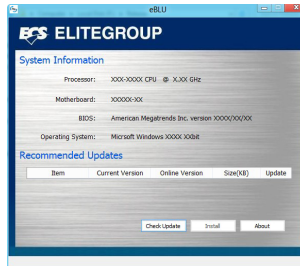 eBLU
ECS ELITEGROUP
System Information
Processor: XXX-XXXX CPU @ X.XX GHz
Motherboard: XXXXX-XX
BIOS: American Megatrends Inc. version XXXX/XX/XX
Operating System: Micrsoft Windows XXXX XXbit
Recommended Updates
Item Current Version Online Version Size(KB) Update
Check Update Install About